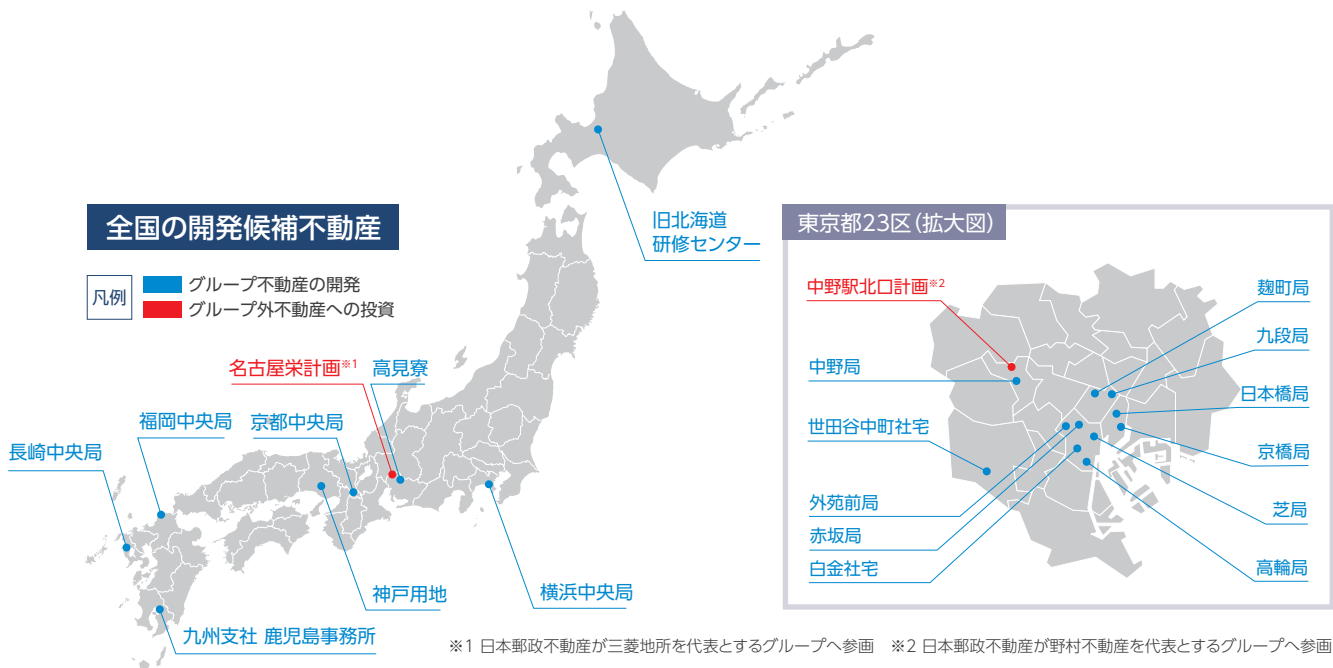 全国の開発候補不動産
凡例
グループ不動産の開発
グループ外不動産への投資
旧北海道
研修センター
名古屋栄計画※1
高見寮
福岡中央局
京都中央局
長崎中央局
神戸用地
横浜中央局
九州支社 鹿児島事務所
東京都23区(拡大図)
中野駅北口計画※2
麹町局
九段局
中野局
日本橋局
世田谷中町社宅
京橋局
外苑前局
芝局
赤坂局
白金社宅
高輪局
※1 日本郵政不動産が三菱地所を代表とするグループへ参画 ※2 日本郵政不動産が野村不動産を代表とするグループへ参画